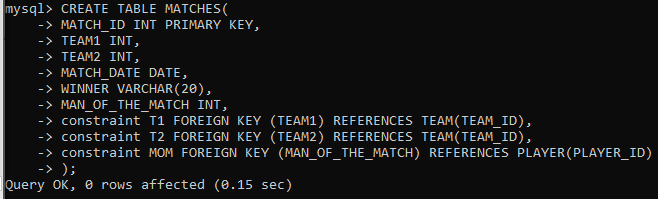 mysql> CREATE TABLE MATCHES(
    -> MATCH_ID INT PRIMARY KEY,
    -> TEAM1 INT,
    -> TEAM2 INT,
    -> MATCH_DATE DATE,
    -> WINNER VARCHAR(20),
    -> MAN_OF_THE_MATCH INT,
    -> constraint T1 FOREIGN KEY (TEAM1) REFERENCES TEAM(TEAM_ID),
    -> constraint T2 FOREIGN KEY (TEAM2) REFERENCES TEAM(TEAM_ID),
    -> constraint MOM FOREIGN KEY (MAN_OF_THE_MATCH) REFERENCES PLAYER(PLAYER_ID)
    -> );
Query OK, 0 rows affected (0.15 sec)